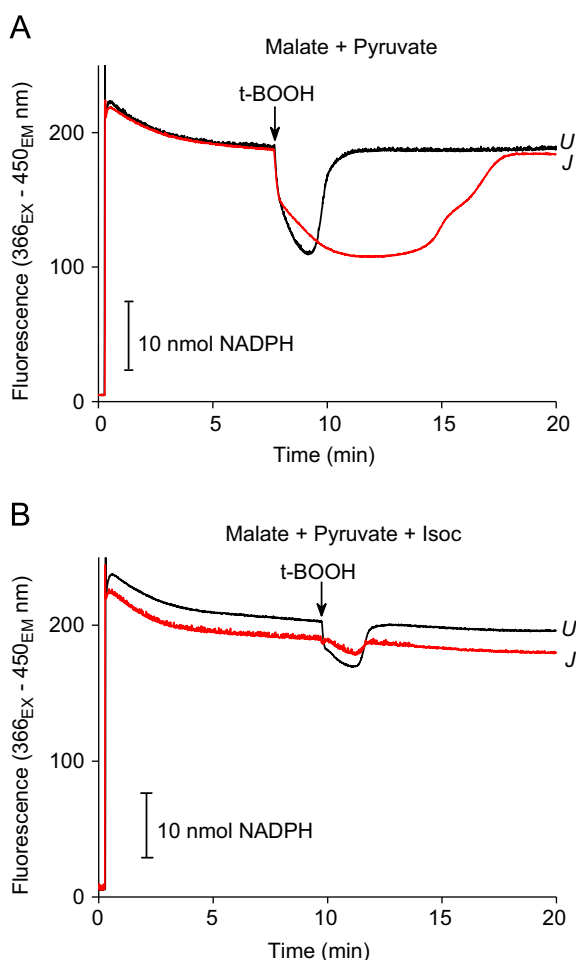 A
Malate + Pyruvate
t-BOOH
U
J
200
100
0
10 nmol NADPH
Fluorescence (366EX - 450EM nm)
0 5 10 15 20
Time (min)
B
Malate + Pyruvate + Isoc
t-BOOH
U
J
200
100
0
10 nmol NADPH
Fluorescence (366EX - 450EM nm)
0 5 10 15 20
Time (min)